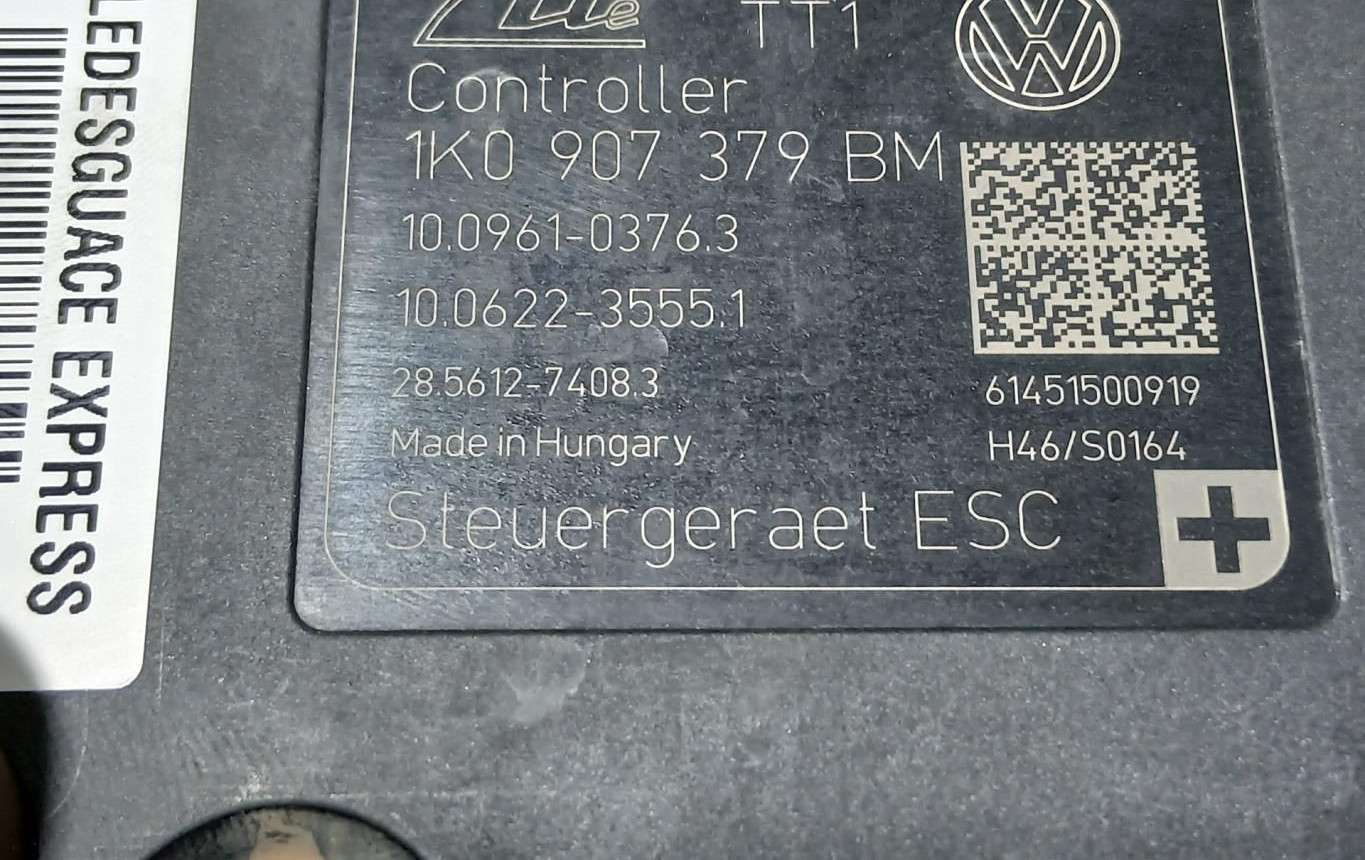 Ate
TT1
Controller
1K0 907 379 BM
10.0961-0376.3
10.0622-3555.1
28.5612-7408.3
61451500919
Made in Hungary
H46/S0164
Steuergeraet ESC
LEDESGUACE EXPRESS